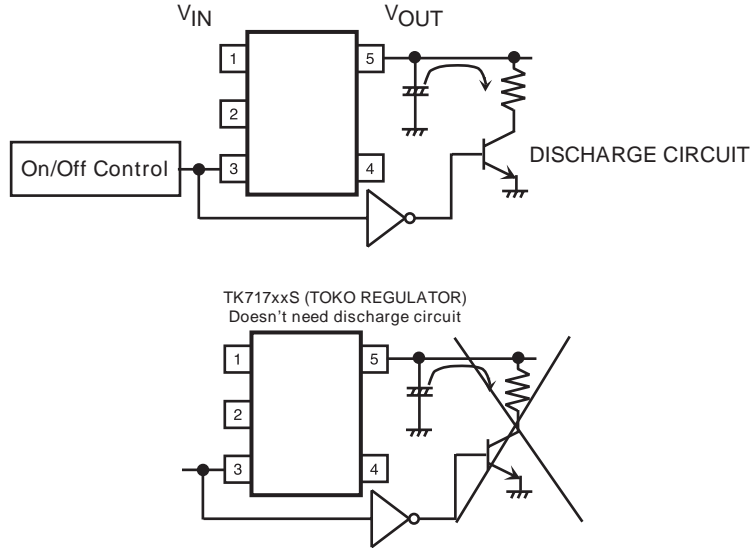 VIN VOUT
1 5
2
On/Off Control 3 4
DISCHARGE CIRCUIT
TK717xxS (TOKO REGULATOR)
Doesn't need discharge circuit
1 5
2
3 4